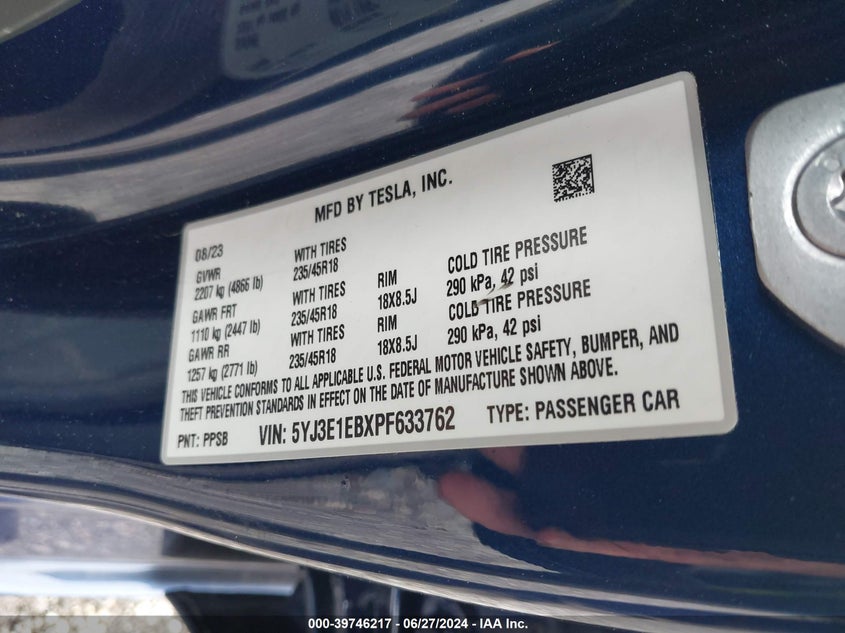 MFD BY TESLA, INC.
08/23
GVWR WITH TIRES
2207 kg (4866 lb) 235/45R18 RIM COLD TIRE PRESSURE
GAWR FRT WITH TIRES 18X8.5J 290 kPa, 42 psi
1110 kg (2447 lb) 235/45R18 RIM COLD TIRE PRESSURE
GAWR RR WITH TIRES 18X8.5J 290 kPa, 42 psi
1257 kg (2771 lb) 235/45R18
THIS VEHICLE CONFORMS TO ALL APPLICABLE U.S. FEDERAL MOTOR VEHICLE SAFETY, BUMPER, AND
THEFT PREVENTION STANDARDS IN EFFECT ON THE DATE OF MANUFACTURE SHOWN ABOVE.
PNT: PPSB VIN: 5YJ3E1EBXPF633762 TYPE: PASSENGER CAR
000-39746217 - 06/27/2024 - IAA Inc.